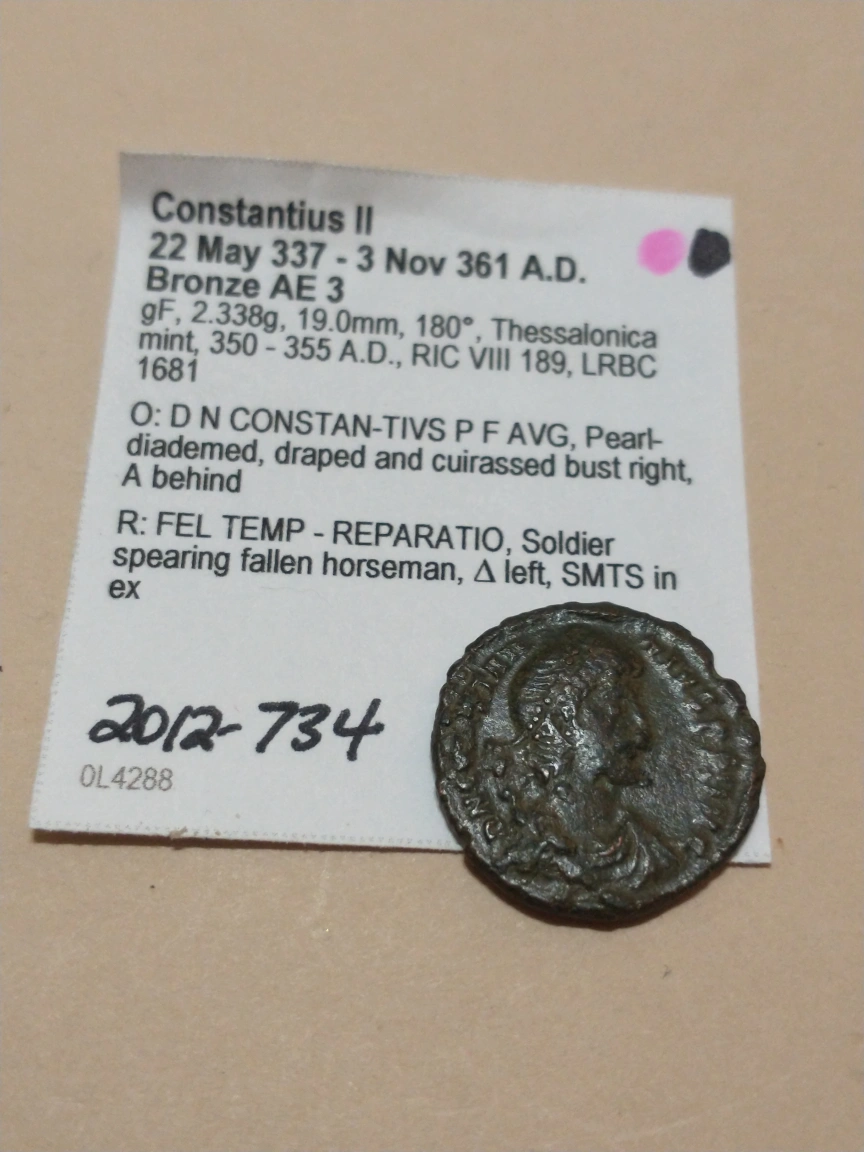 Constantius II
22 May 337 - 3 Nov 361 A.D.
Bronze AE 3
gF, 2.338g, 19.0mm, 180°, Thessalonica
mint, 350 - 355 A.D., RIC VIII 189, LRBC
1681
O: D N CONSTAN-TIVS P F AVG, Pearl-
diademed, draped and cuirassed bust right,
A behind
R: FEL TEMP - REPARATIO, Soldier
spearing fallen horseman, Δ left, SMTS in
ex
2012-734
OL4288